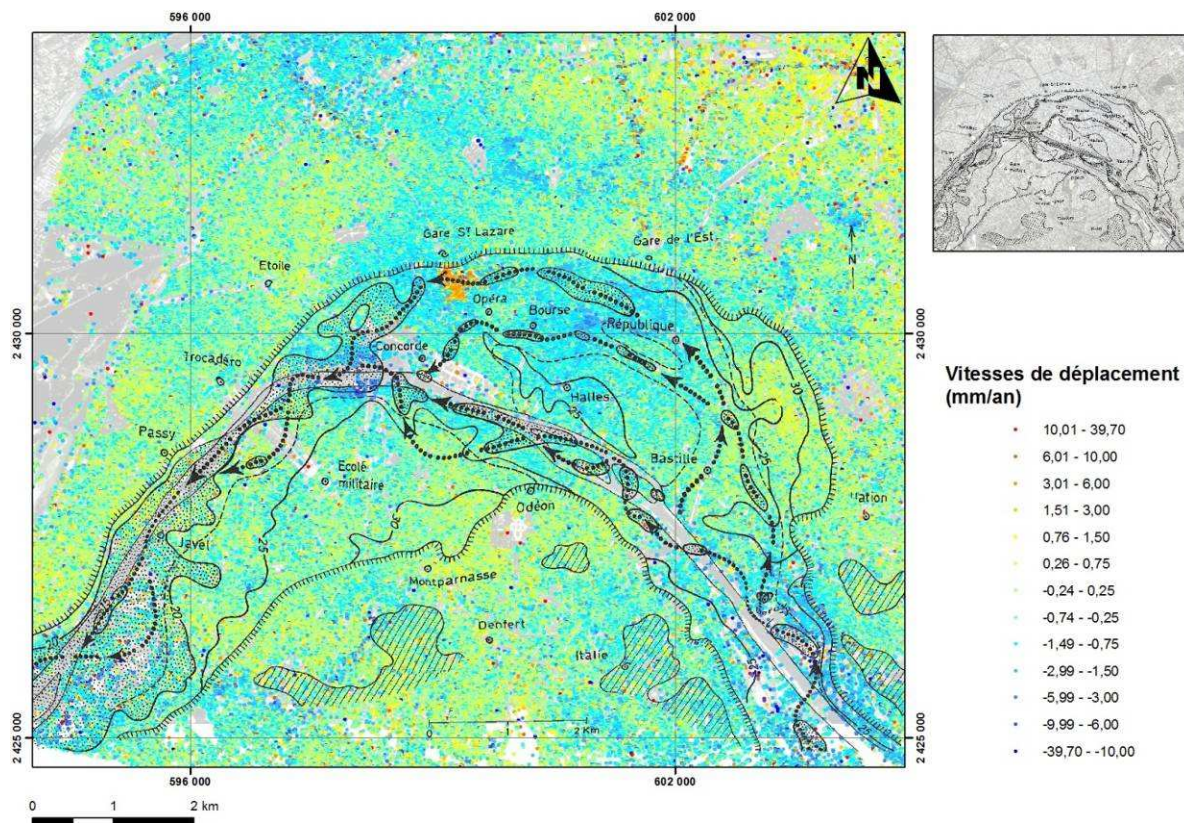 596 000
602 000
N
Gare St Lazare
Gare de l'Est
Etoile
N
Opéra
Bourse
République
2 430 000
2 430 000
Concorde
Trocadéro
30
Halles
25
Passy
Bastille
25
Ecole
militaire
Nation
Odéon
30
25
Javel
Montparnasse
20
Denfert
20
Italie
25
0
1
2 Km
25
2 425 000
2 425 000
596 000
602 000
0 1 2 km
Vitesses de déplacement
(mm/an)
10,01 - 39,70
6,01 - 10,00
3,01 - 6,00
1,51 - 3,00
0,76 - 1,50
0,26 - 0,75
-0,24 - 0,25
-0,74 - -0,25
-1,49 - -0,75
-2,99 - -1,50
-5,99 - -3,00
-9,99 - -6,00
-39,70 - -10,00